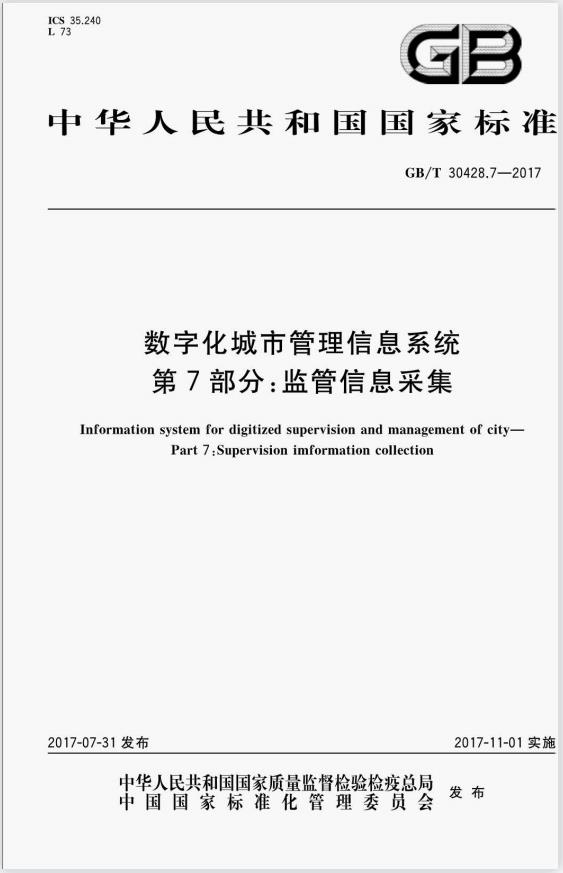 ICS 35.240
L 73
GB
中华人民共和国国家标准
GB/T 30428.7—2017
数字化城市管理信息系统
第7部分:监管信息采集
Information system for digitized supervision and management of city—
Part 7:Supervision imformation collection
2017-07-31 发布
2017-11-01 实施
中华人民共和国国家质量监督检验检疫总局
中国国家标准化管理委员会
发布